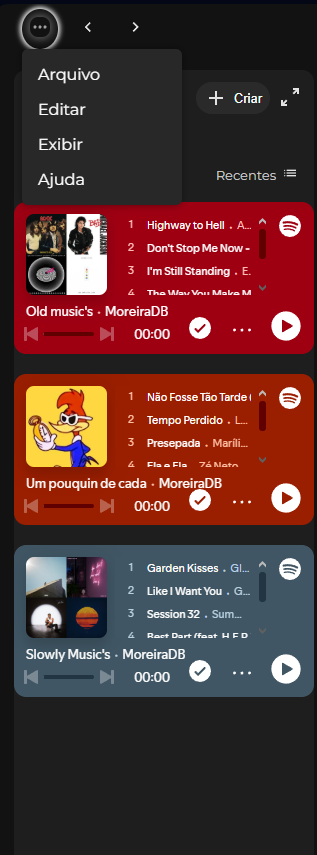 Arquivo
Editar
Exibir
Ajuda
Criar
Recentes
1 Highway to Hell . A...
2 Don't Stop Me Now -
3 I'm Still Standing . E.
4 The Way You Make M
Old music's · MoreiraDB
00:00
1 Não Fosse Tão Tarde (
2 Tempo Perdido . L...
3 Presepada . Maríli...
4 Ela e Ela . Zé Neto
Um pouquin de cada · MoreiraDB
00:00
1 Garden Kisses . Gi...
2 Like I Want You . G...
3 Session 32 . Sum...
4 Best Part (feat. H.E.R.
Slowly Music's · MoreiraDB
00:00